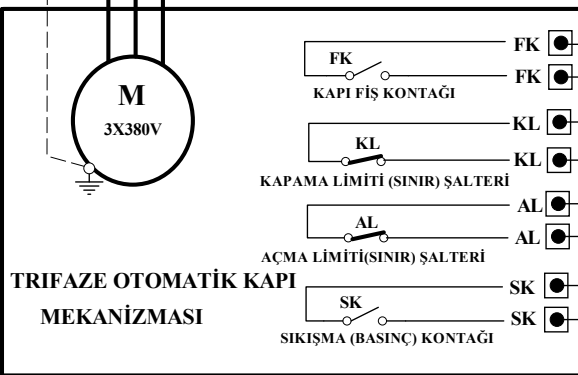 M
3X380V
FK
FK
FK
KAPI FİŞ KONTAĞI
KL
KL
KL
KAPAMA LİMİTİ (SINIR) ŞALTERİ
AL
AL
AL
AÇMA LİMİTİ(SINIR) ŞALTERİ
TRIFAZE OTOMATİK KAPI
MEKANİZMASI
SK
SK
SK
SIKIŞMA (BASINÇ) KONTAĞI